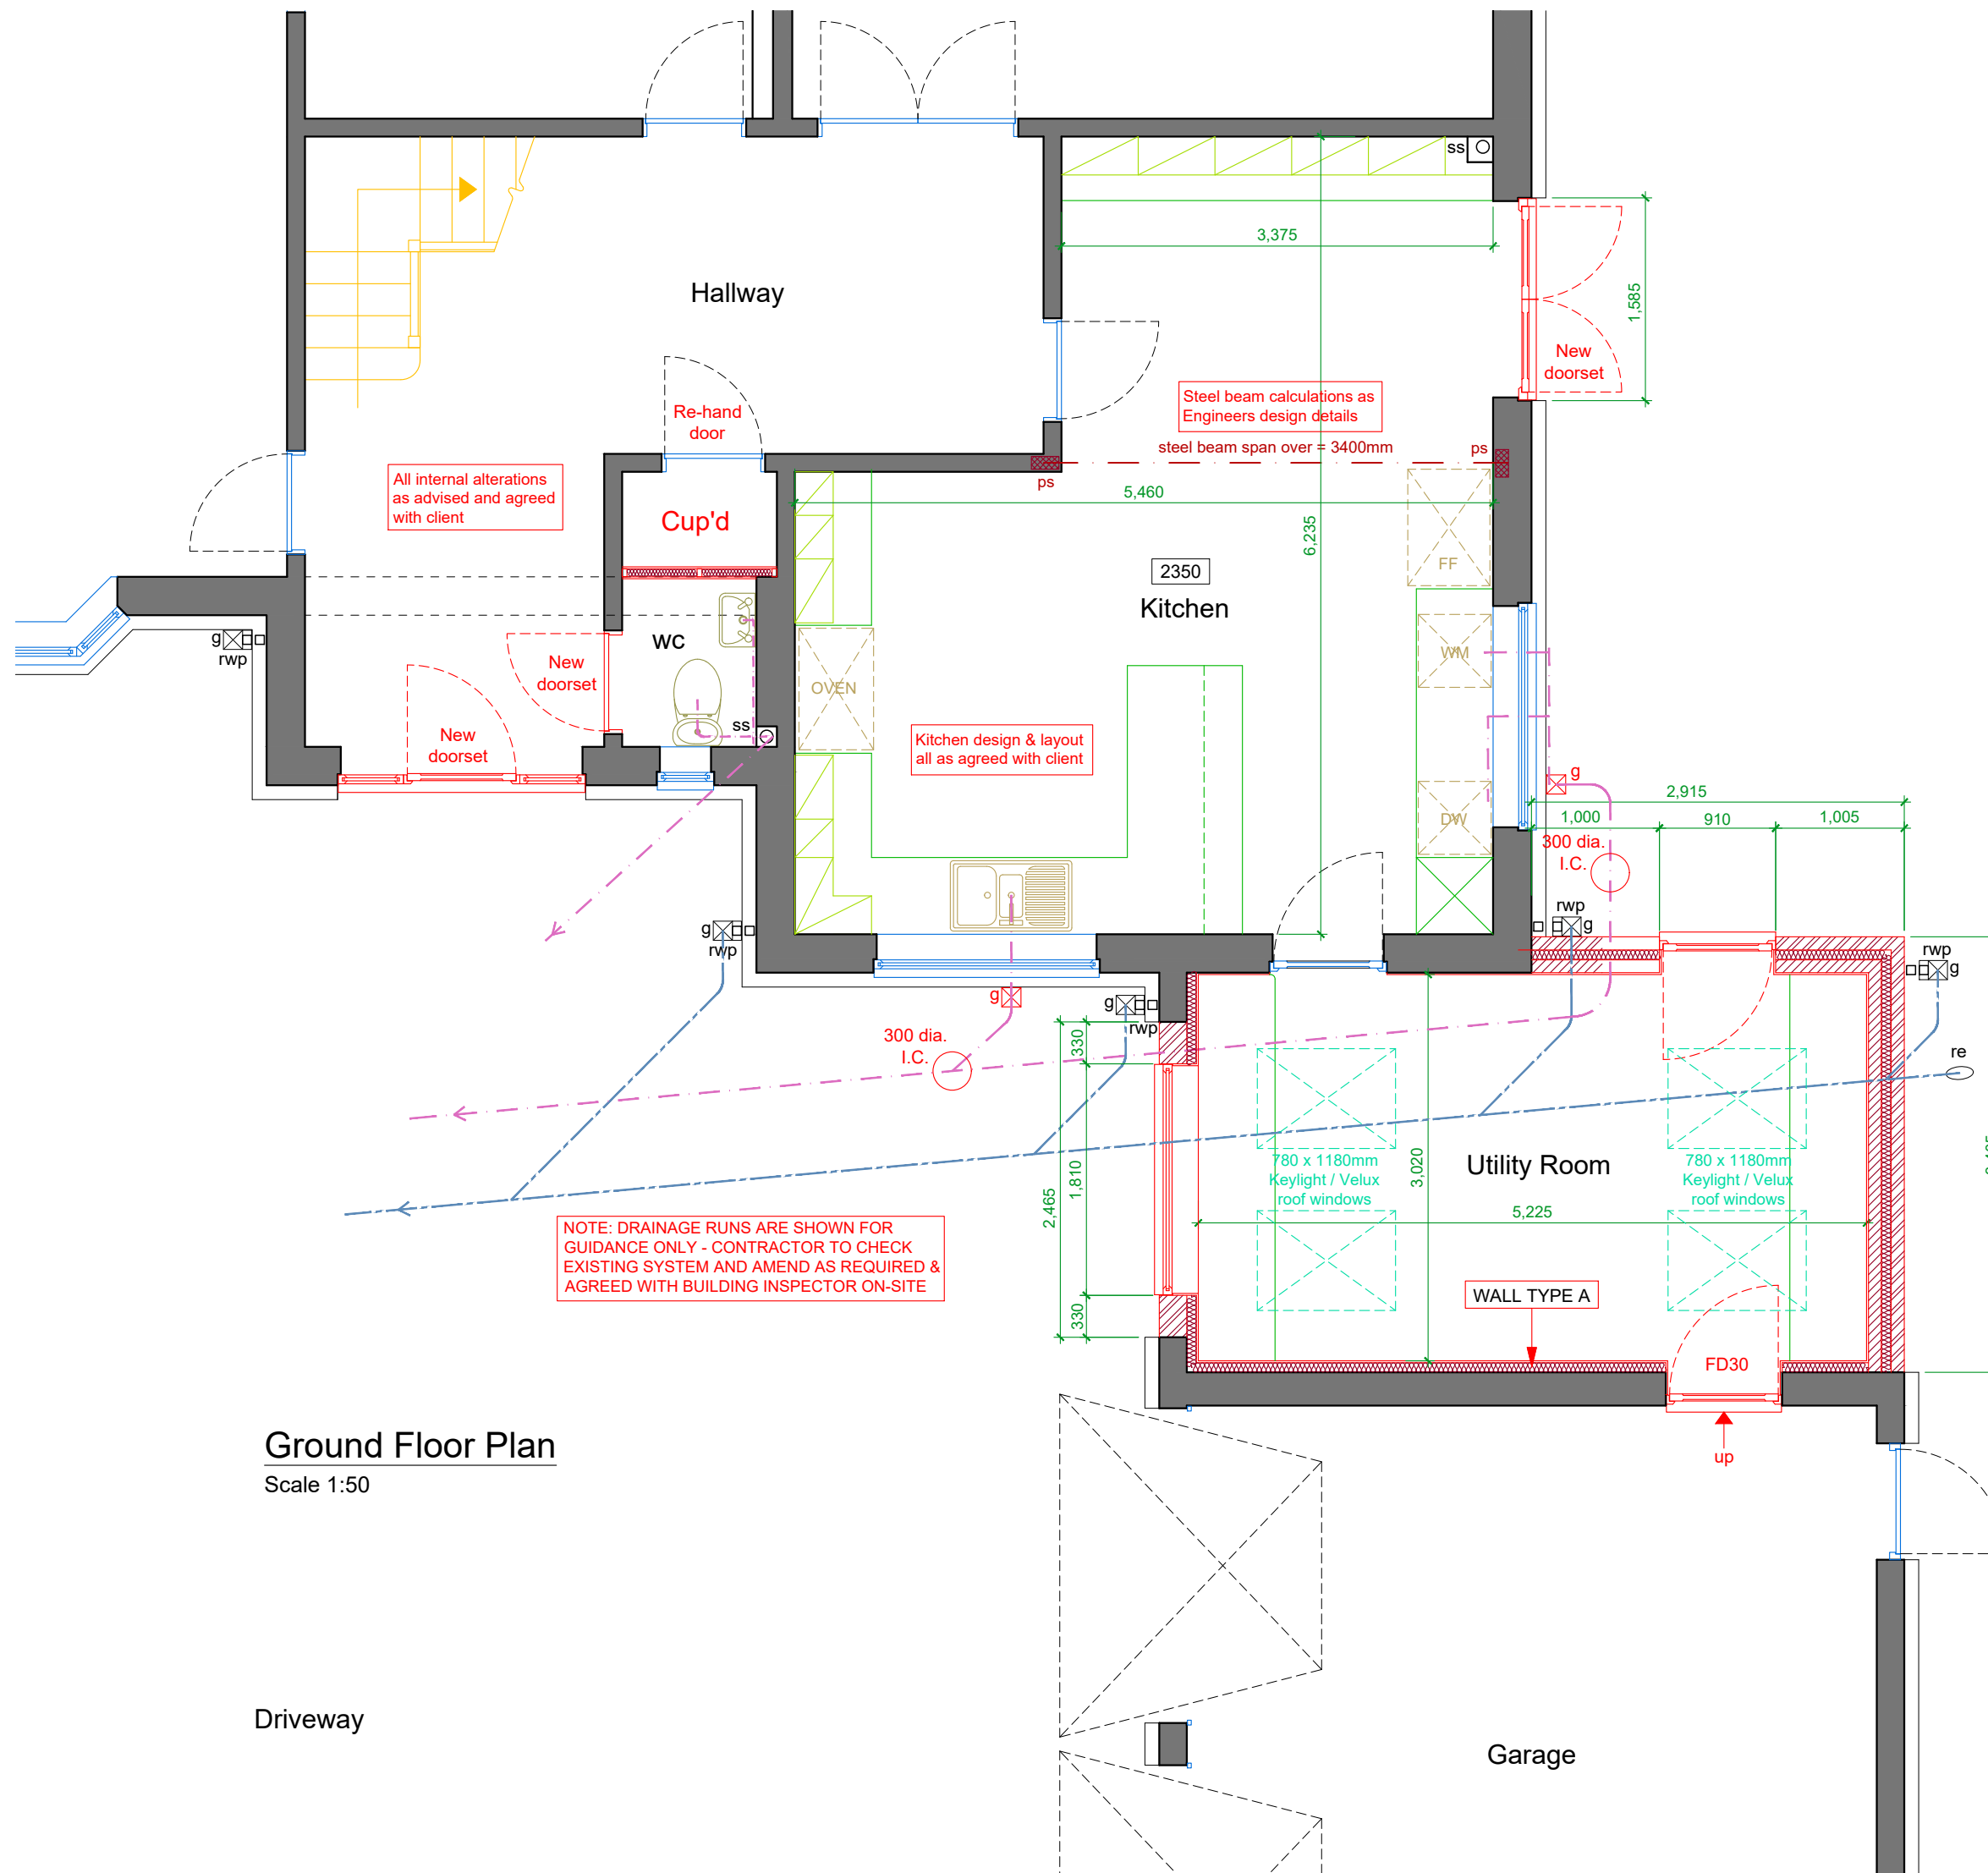 ss
3,375
Hallway
1,585
New
doorset
Re-hand
door
Steel beam calculations as
Engineers design details
steel beam span over = 3400mm
ps
ps
All internal alterations
as advised and agreed
with client
5,460
Cup'd
6,235
FF
2350
Kitchen
g
rwp
wc
WM
New
doorset
OVEN
ss
New
doorset
Kitchen design & layout
all as agreed with client
g
2,915
1,000
910
1,005
DW
300 dia.
I.C.
rwp
g
g
rwp
rwp
g
g
g
rwp
300 dia.
I.C.
330
re
780 x 1180mm
Keylight / Velux
roof windows
Utility Room
780 x 1180mm
Keylight / Velux
roof windows
3,020
1,810
2,465
5,225
NOTE: DRAINAGE RUNS ARE SHOWN FOR
GUIDANCE ONLY - CONTRACTOR TO CHECK
EXISTING SYSTEM AND AMEND AS REQUIRED &
AGREED WITH BUILDING INSPECTOR ON-SITE
330
WALL TYPE A
FD30
up
Ground Floor Plan
Scale 1:50
Driveway
Garage